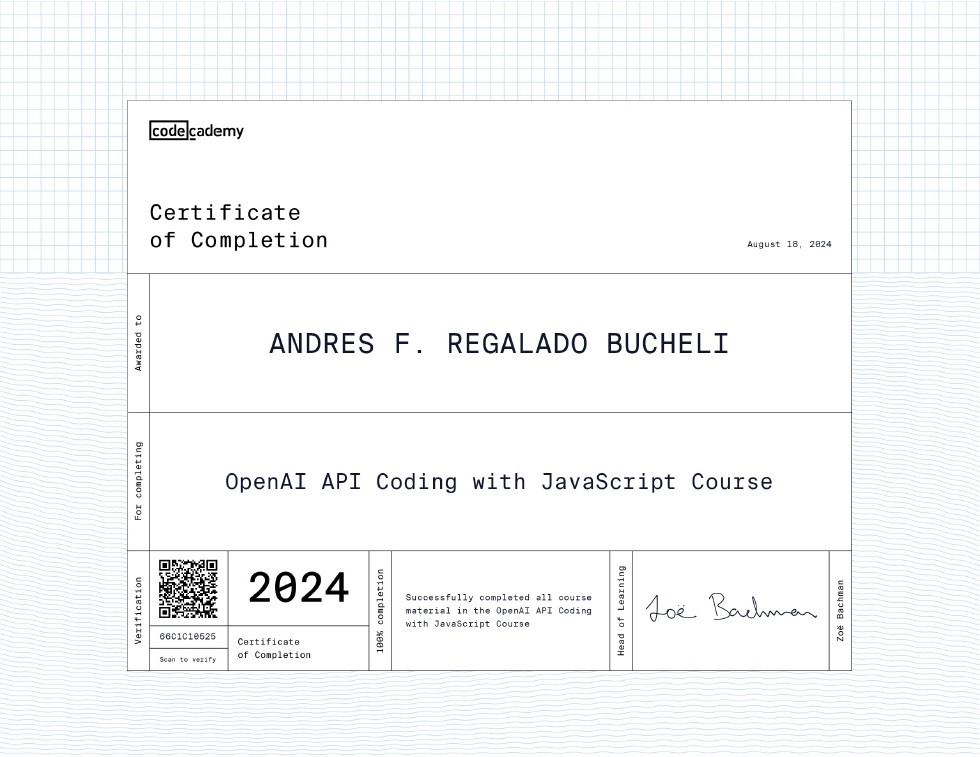 codecademy
Certificate
of Completion
August 18, 2024
Awarded to
ANDRES F. REGALADO BUCHELI
For completing
OpenAI API Coding with JavaScript Course
Verification
66C1C10525
Scan to verify
2024
Certificate
of Completion
100% completion
Successfully completed all course
material in the OpenAI API Coding
with JavaScript Course
Head of Learning
Zoë Bachman
Zoë Bachman